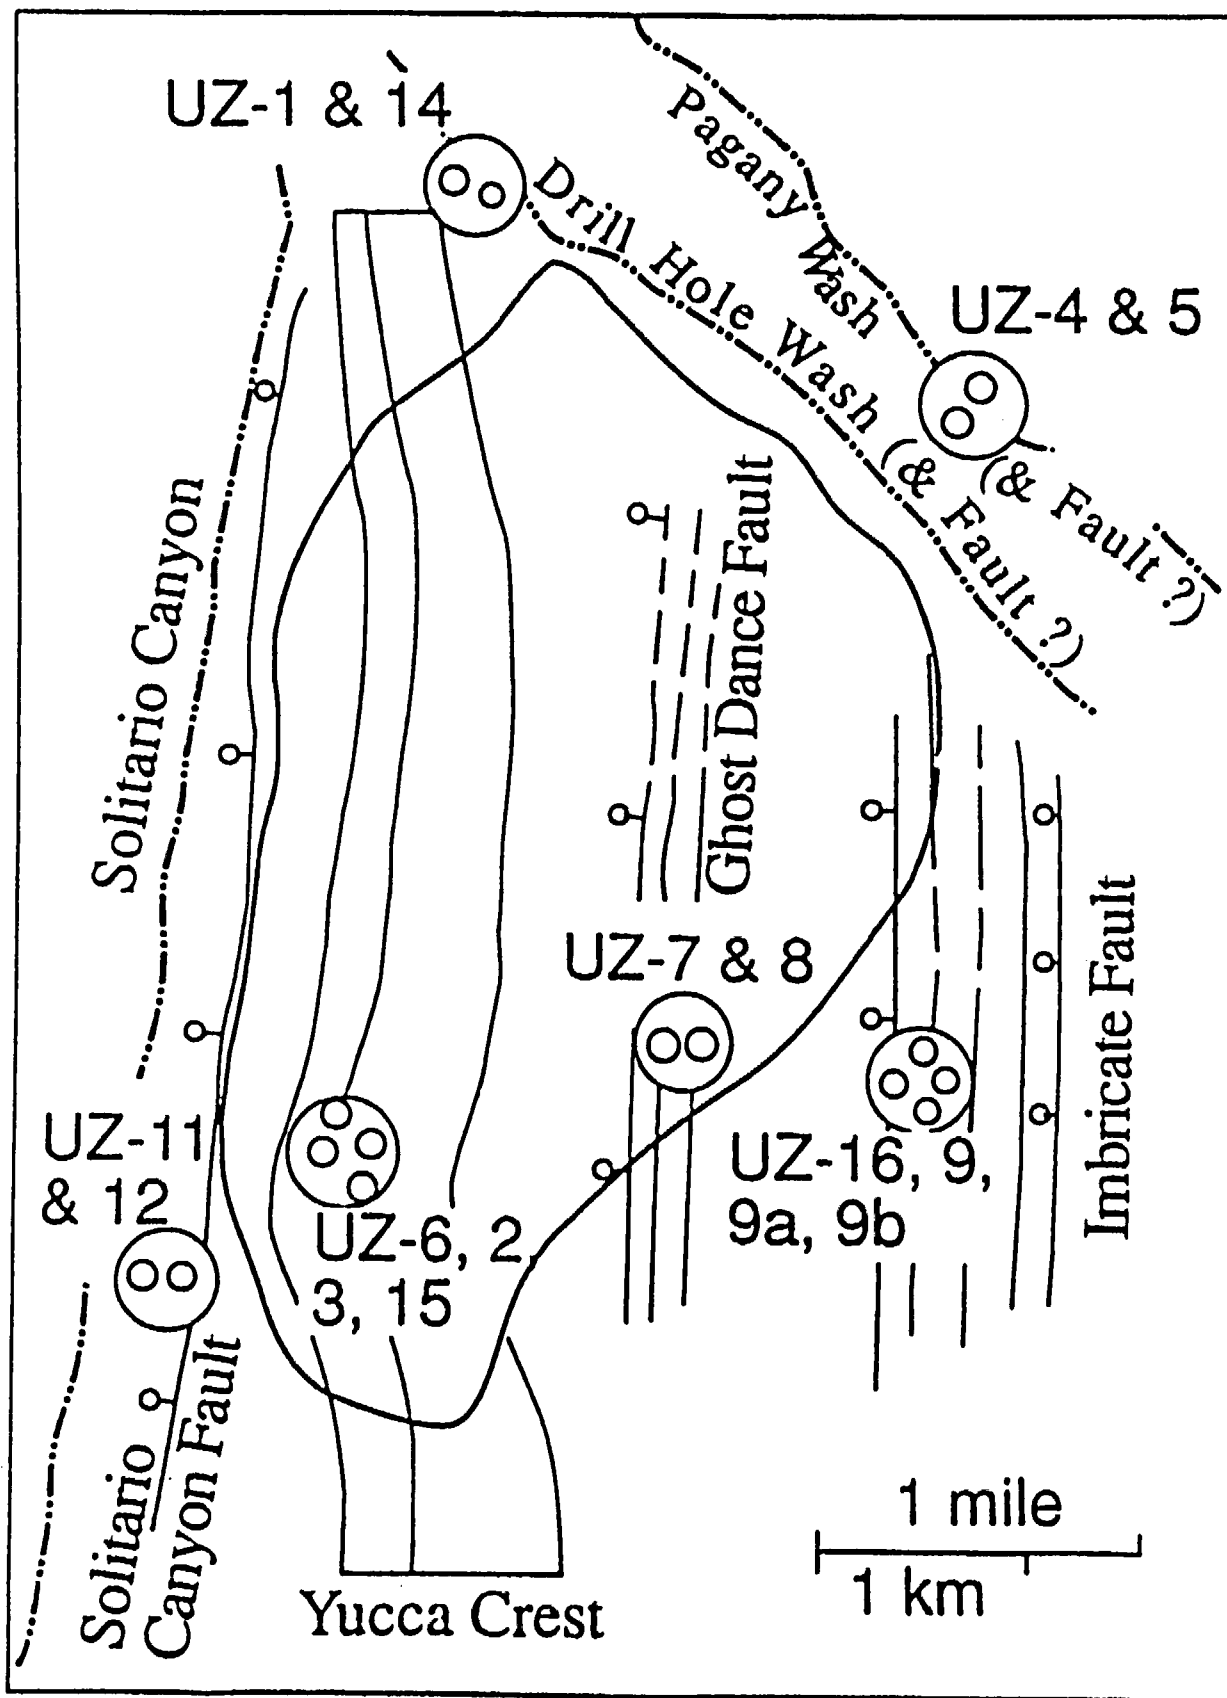 UZ-1 & 14
Pagany Wash
(& Fault ?)
Drill Hole Wash (& Fault ?)
UZ-4 & 5
Solitario Canyon
Ghost Dance Fault
UZ-7 & 8
Imbricate Fault
UZ-11
& 12
UZ-6, 2,
3, 15
UZ-16, 9,
9a, 9b
Solitario
Canyon Fault
Yucca Crest
1 mile
1 km